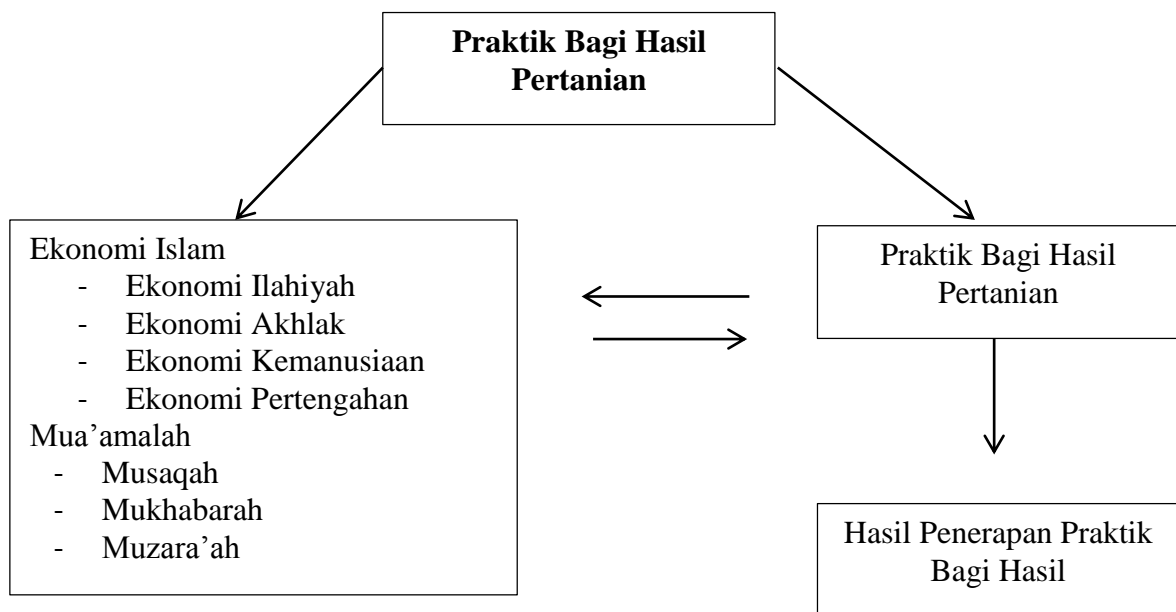 Praktik Bagi Hasil
Pertanian
Ekonomi Islam
- Ekonomi Ilahiyah
- Ekonomi Akhlak
- Ekonomi Kemanusiaan
- Ekonomi Pertengahan
Mua’amalah
- Musaqah
- Mukhabarah
- Muzara’ah
Praktik Bagi Hasil
Pertanian
Hasil Penerapan Praktik
Bagi Hasil